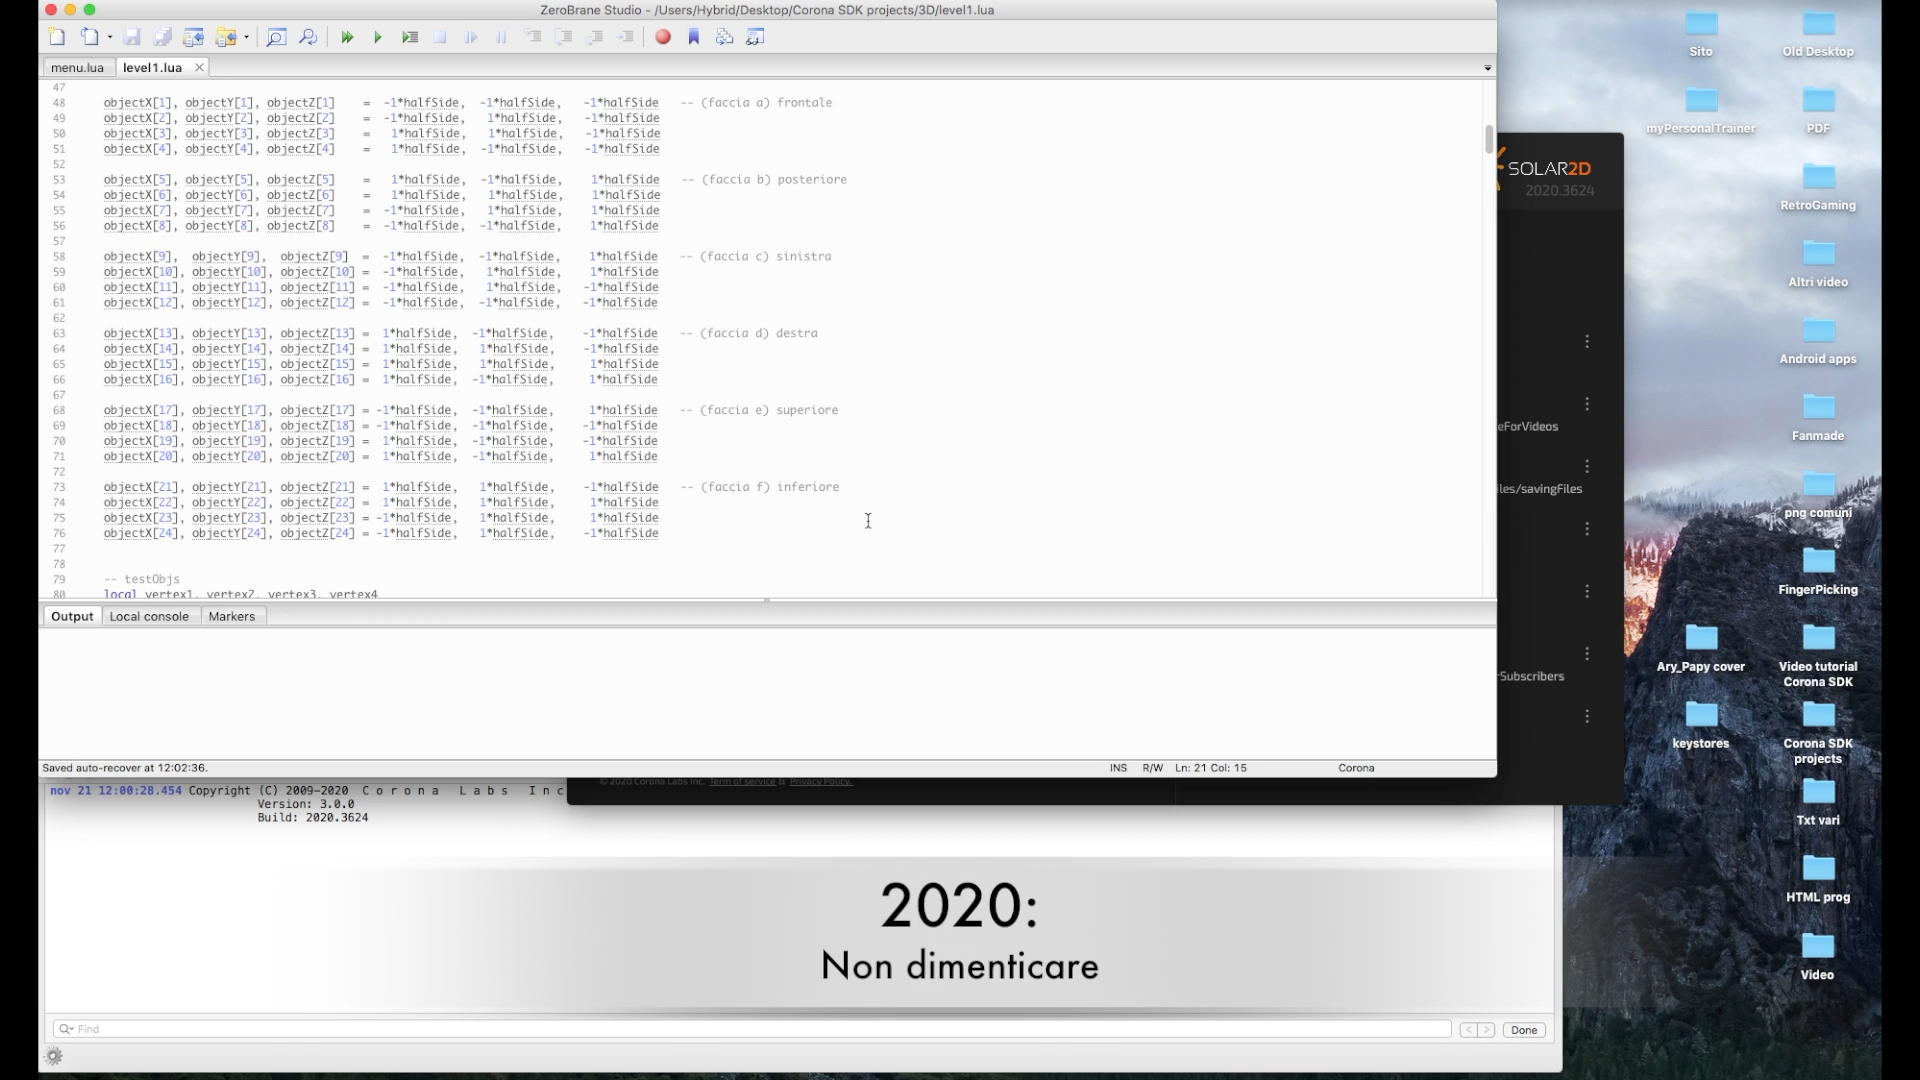 ZeroBrane Studio - /Users/Hybrid/Desktop/Corona SDK projects/3D/level1.lua
menu.lua level1.lua
47
48 objectX[1], objectY[1], objectZ[1] = -1*halfSide, -1*halfSide, -1*halfSide -- (faccia a) frontale
49 objectX[2], objectY[2], objectZ[2] = -1*halfSide, 1*halfSide, -1*halfSide
50 objectX[3], objectY[3], objectZ[3] = 1*halfSide, 1*halfSide, -1*halfSide
51 objectX[4], objectY[4], objectZ[4] = 1*halfSide, -1*halfSide, -1*halfSide
52
53 objectX[5], objectY[5], objectZ[5] = 1*halfSide, -1*halfSide, 1*halfSide -- (faccia b) posteriore
54 objectX[6], objectY[6], objectZ[6] = 1*halfSide, 1*halfSide, 1*halfSide
55 objectX[7], objectY[7], objectZ[7] = -1*halfSide, 1*halfSide, 1*halfSide
56 objectX[8], objectY[8], objectZ[8] = -1*halfSide, -1*halfSide, 1*halfSide
57
58 objectX[9], objectY[9], objectZ[9] = -1*halfSide, -1*halfSide, 1*halfSide -- (faccia c) sinistra
59 objectX[10], objectY[10], objectZ[10] = -1*halfSide, 1*halfSide, 1*halfSide
60 objectX[11], objectY[11], objectZ[11] = -1*halfSide, 1*halfSide, -1*halfSide
61 objectX[12], objectY[12], objectZ[12] = -1*halfSide, -1*halfSide, -1*halfSide
62
63 objectX[13], objectY[13], objectZ[13] = 1*halfSide, -1*halfSide, -1*halfSide -- (faccia d) destra
64 objectX[14], objectY[14], objectZ[14] = 1*halfSide, 1*halfSide, -1*halfSide
65 objectX[15], objectY[15], objectZ[15] = 1*halfSide, 1*halfSide, 1*halfSide
66 objectX[16], objectY[16], objectZ[16] = 1*halfSide, -1*halfSide, 1*halfSide
67
68 objectX[17], objectY[17], objectZ[17] = -1*halfSide, -1*halfSide, 1*halfSide -- (faccia e) superiore
69 objectX[18], objectY[18], objectZ[18] = -1*halfSide, -1*halfSide, -1*halfSide
70 objectX[19], objectY[19], objectZ[19] = 1*halfSide, -1*halfSide, -1*halfSide
71 objectX[20], objectY[20], objectZ[20] = 1*halfSide, -1*halfSide, 1*halfSide
72
73 objectX[21], objectY[21], objectZ[21] = 1*halfSide, 1*halfSide, -1*halfSide -- (faccia f) inferiore
74 objectX[22], objectY[22], objectZ[22] = 1*halfSide, 1*halfSide, 1*halfSide
75 objectX[23], objectY[23], objectZ[23] = -1*halfSide, 1*halfSide, 1*halfSide
76 objectX[24], objectY[24], objectZ[24] = -1*halfSide, 1*halfSide, -1*halfSide
77
78
79 -- testObjs
80 local vertex1, vertex2, vertex3, vertex4
Output Local console Markers
Saved auto-recover at 12:02:36. INS R/W Ln: 21 Col: 15 Corona
SOLAR2D
2020.3624
eForVideos
iles/savingFiles
rSubscribers
© 2020 Corona Labs Inc. Term of service & Privacy Policy.
nov 21 12:00:28.454 Copyright (C) 2009-2020 C o r o n a L a b s I n c
Version: 3.0.0
Build: 2020.3624
2020:
Non dimenticare
Find
Done
Sito
Old Desktop
myPersonalTrainer
PDF
RetroGaming
Altri video
Android apps
Fanmade
png comuni
FingerPicking
Ary_Papy cover
Video tutorial
Corona SDK
keystores
Corona SDK
projects
Txt vari
HTML prog
Video